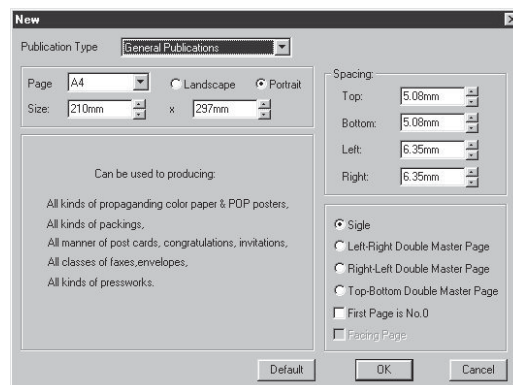 New
Publication Type General Publications
Page A4 Landscape Portrait
Size: 210mm x 297mm
Spacing:
Top: 5.08mm
Bottom: 5.08mm
Left: 6.35mm
Right: 6.35mm
Can be used to producing:
All kinds of propaganding color paper & POP posters,
All kinds of packings,
All manner of post cards, congratulations, invitations,
All classes of faxes,envelopes,
All kinds of pressworks.
Sigle
Left-Right Double Master Page
Right-Left Double Master Page
Top-Bottom Double Master Page
First Page is No.0
Facing Page
Default OK Cancel